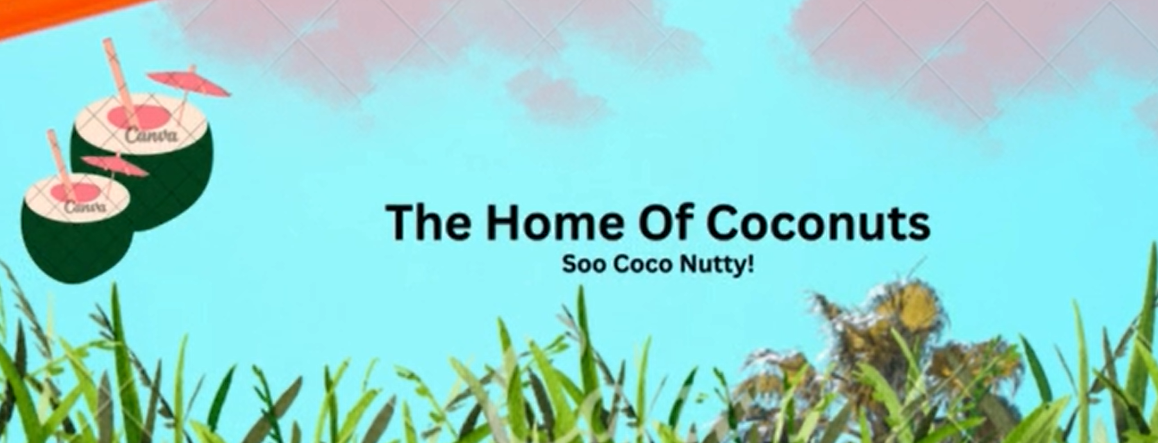 Canva
Canva
The Home Of Coconuts
Soo Coco Nutty!